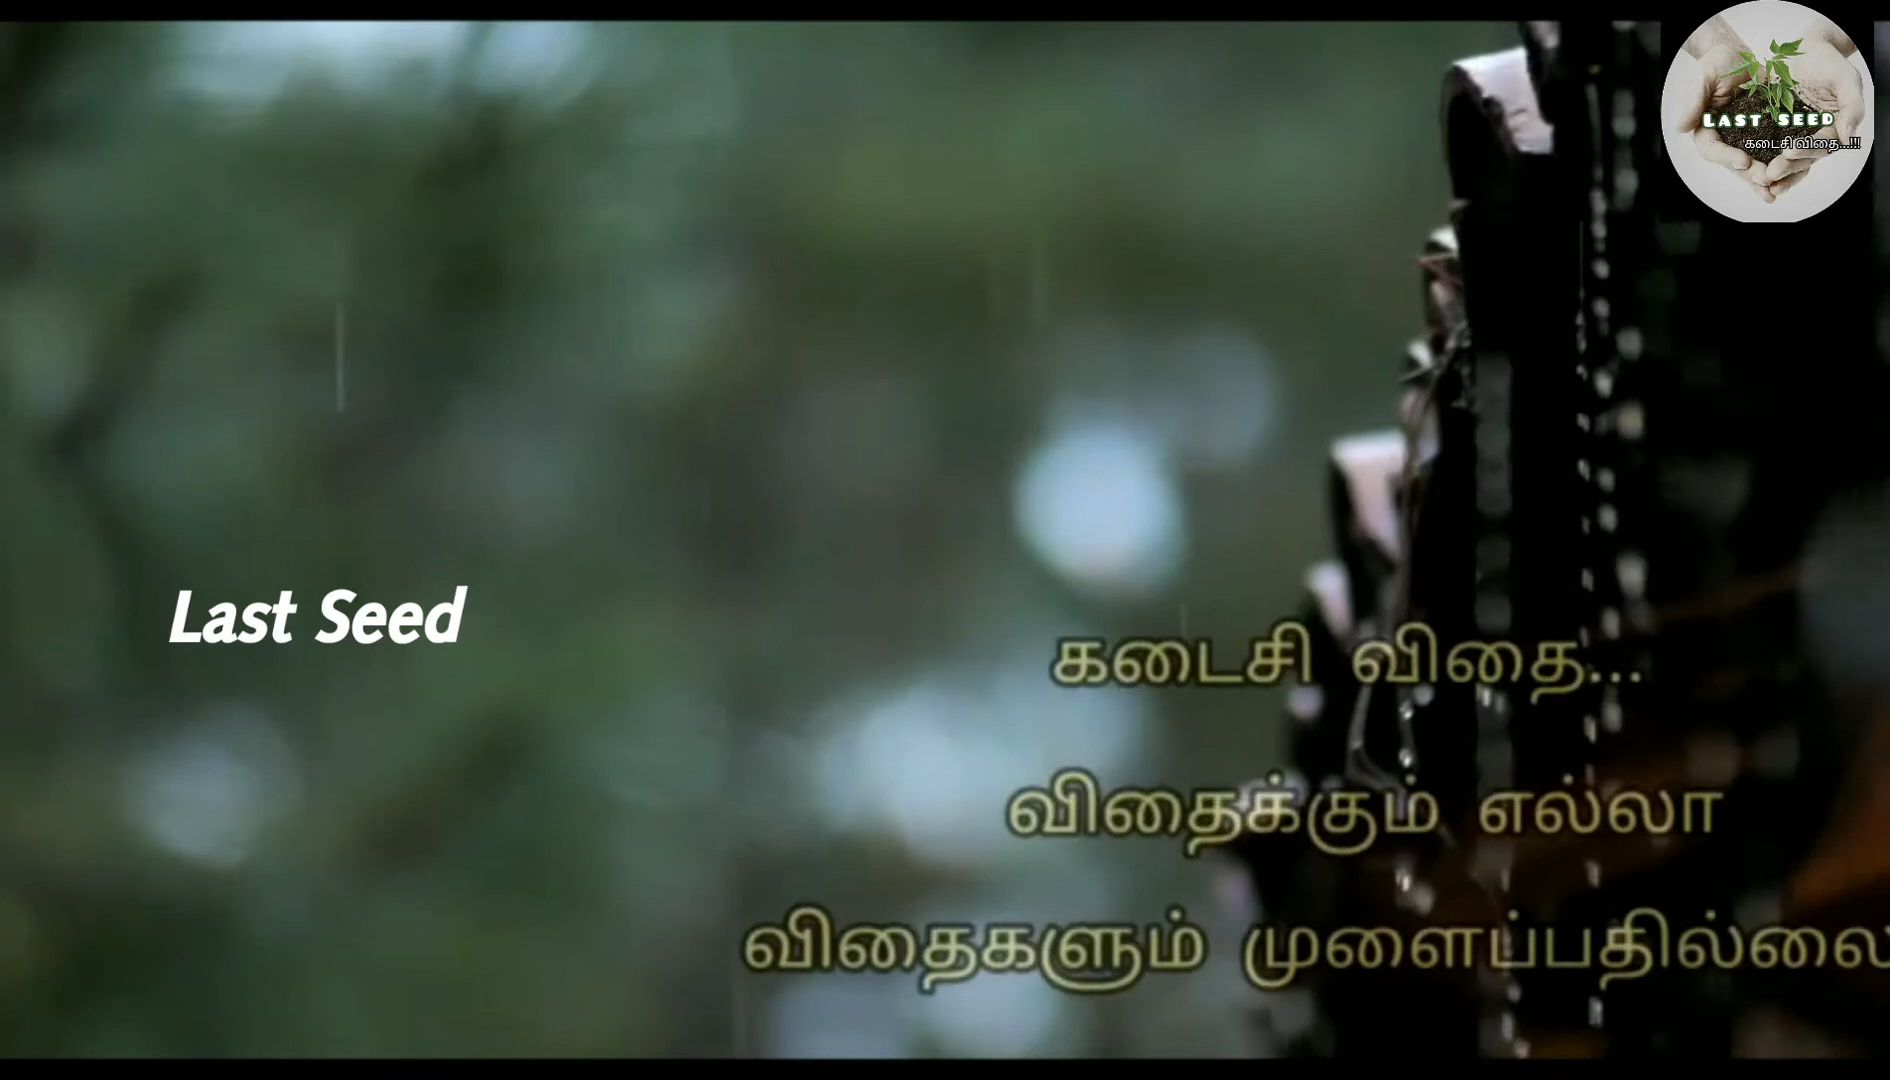 LAST SEED
கடைசி விதை...!!!
Last Seed
கடைசி விதை...
விதைக்கும் எல்லா
விதைகளும் முளைப்பதில்லை